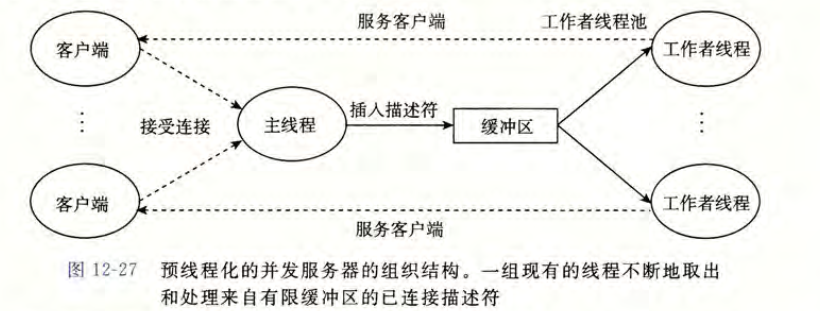 服务客户端
工作者线程池
客户端
工作者线程
接受连接
主线程
插入描述符
缓冲区
客户端
工作者线程
服务客户端
图 12-27 预线程化的并发服务器的组织结构。一组现有的线程不断地取出
和处理来自有限缓冲区的已连接描述符